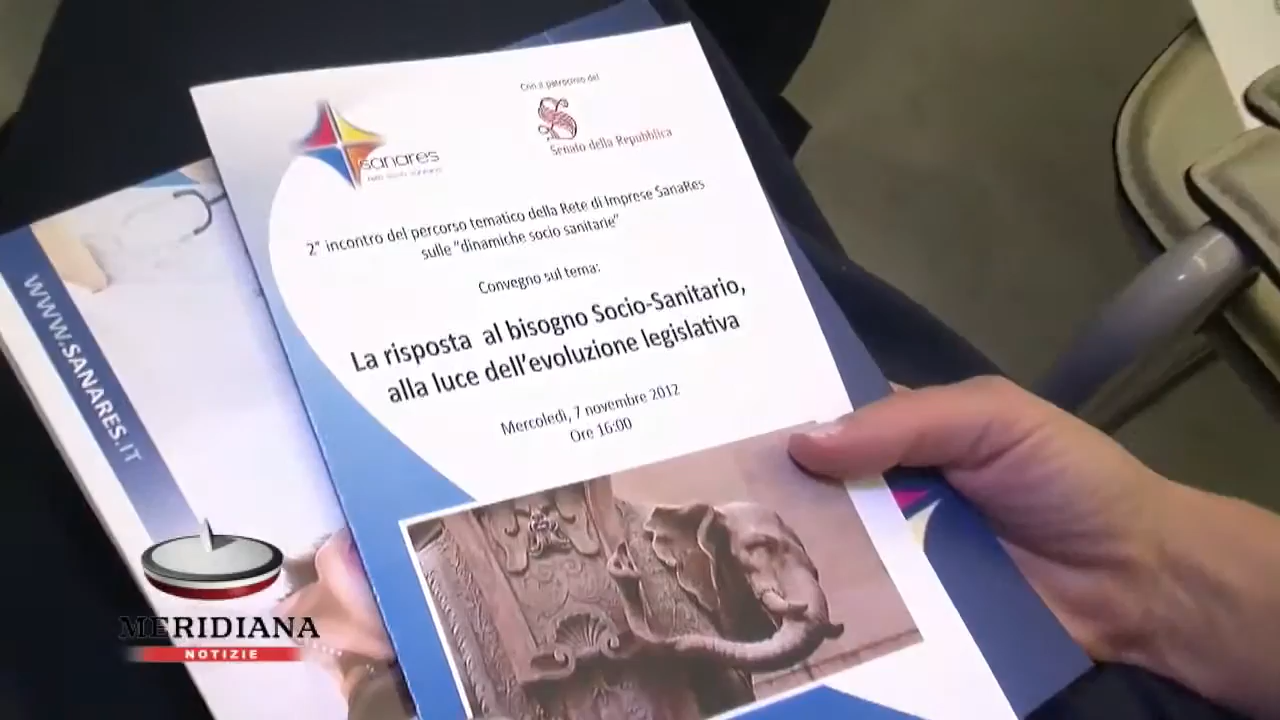 Con il patrocinio del
Senato della Repubblica
sanares
2° incontro del percorso tematico della Rete di Imprese SanaRes
sulle "dinamiche socio sanitarie"
Convegno sul tema:
La risposta al bisogno Socio-Sanitario,
alla luce dell'evoluzione legislativa
Mercoledì, 7 novembre 2012
Ore 16:00
WWW.SANARES.IT
MERIDIANA
NOTIZIE